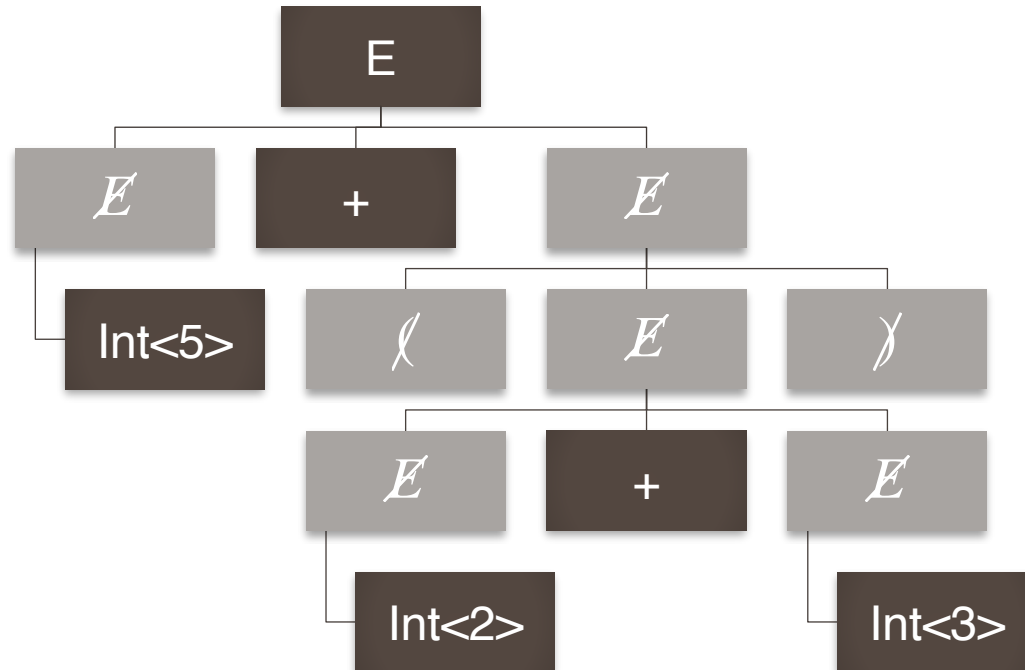 E
E̸
+
E̸
Int<5>
(̸
E̸
)̸
E̸
+
E̸
Int<2>
Int<3>